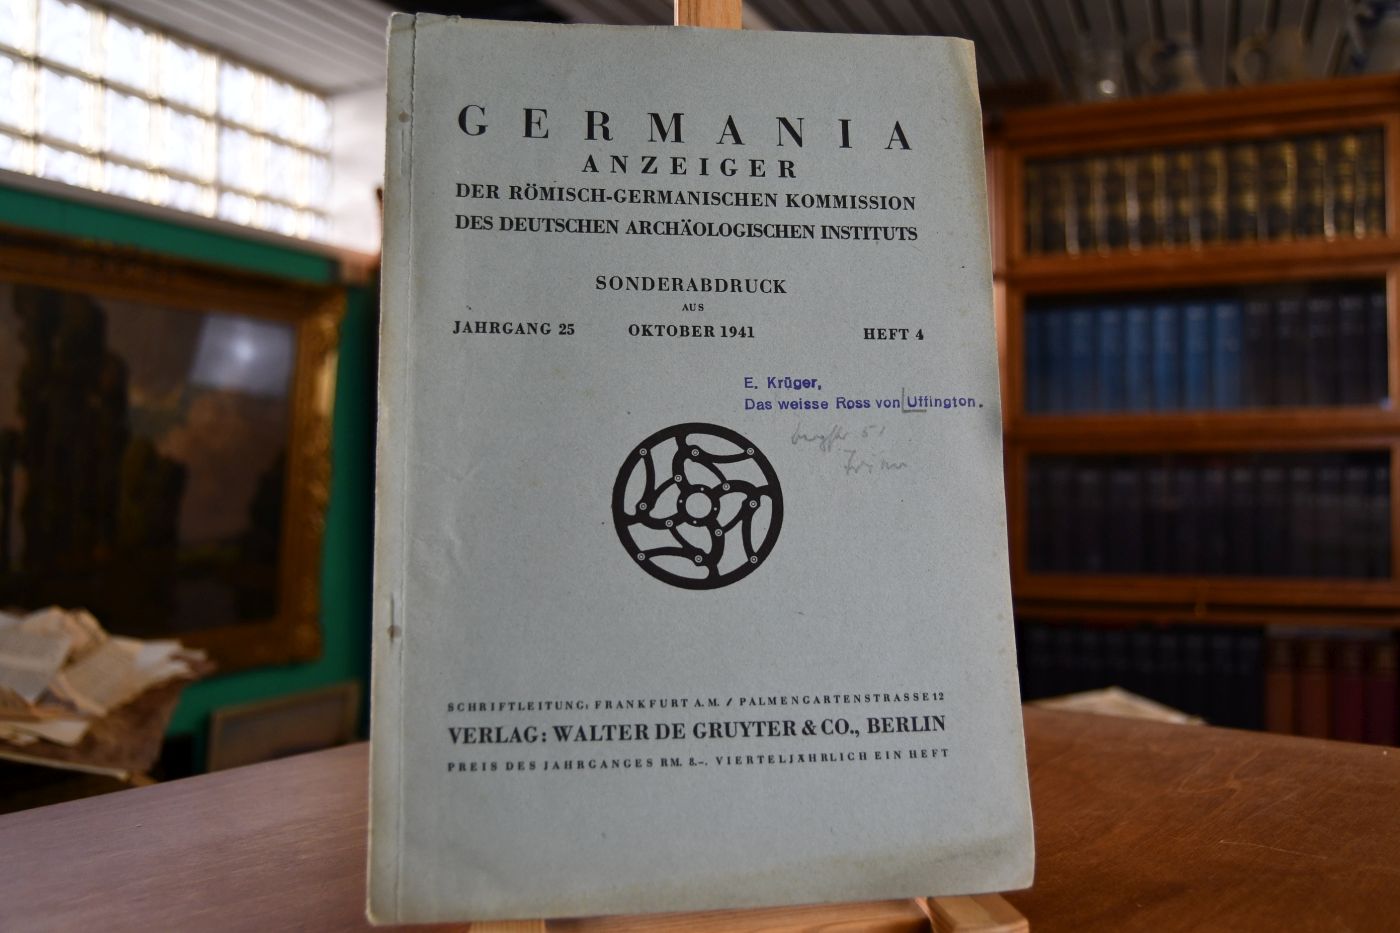 GERMANIA
ANZEIGER
DER RÖMISCH-GERMANISCHEN KOMMISSION
DES DEUTSCHEN ARCHÄOLOGISCHEN INSTITUTS
SONDERABDRUCK
AUS
JAHRGANG 25 OKTOBER 1941 HEFT 4
E. Krüger,
Das weisse Ross von Uffington.
SCHRIFTLEITUNG: FRANKFURT A.M. / PALMENGARTENSTRASSE 12
VERLAG: WALTER DE GRUYTER & CO., BERLIN
PREIS DES JAHRGANGES RM. 8.-. VIERTELJÄHRLICH EIN HEFT